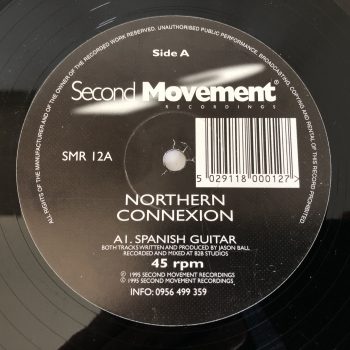 ALL RIGHTS OF THE MANUFACTURER AND OF THE OWNER OF THE RECORDED WORK RESERVED. UNAUTHORISED PUBLIC PERFORMANCE, BROADCASTING, COPYING AND RENTAL OF THIS RECORD PROHIBITED.
Side A
Second Movement®
RECORDINGS
SMR 12A
5 029118 000127 >
NORTHERN
CONNEXION
A1. SPANISH GUITAR
BOTH TRACKS WRITTEN AND PRODUCED BY JASON BALL
RECORDED AND MIXED AT B2B STUDIOS
45 rpm
℗ 1995 SECOND MOVEMENT RECORDINGS
© 1995 SECOND MOVEMENT RECORDINGS
INFO: 0956 499 359